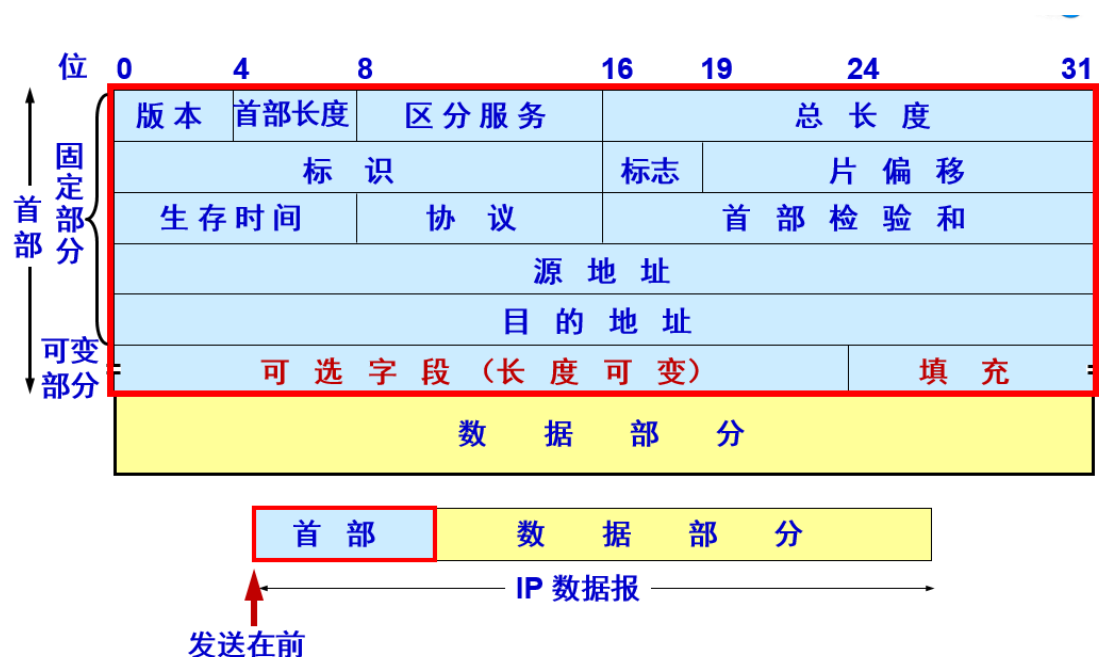 位 0 4 8 16 19 24 31
版本 首部长度 区分服务 总长度
标识 标志 片偏移
生存时间 协议 首部检验和
源地址
目的地址
可选字段（长度可变） 填充
数据部分
首部
固定部分
可变部分
首部 数据部分
IP 数据报
发送在前